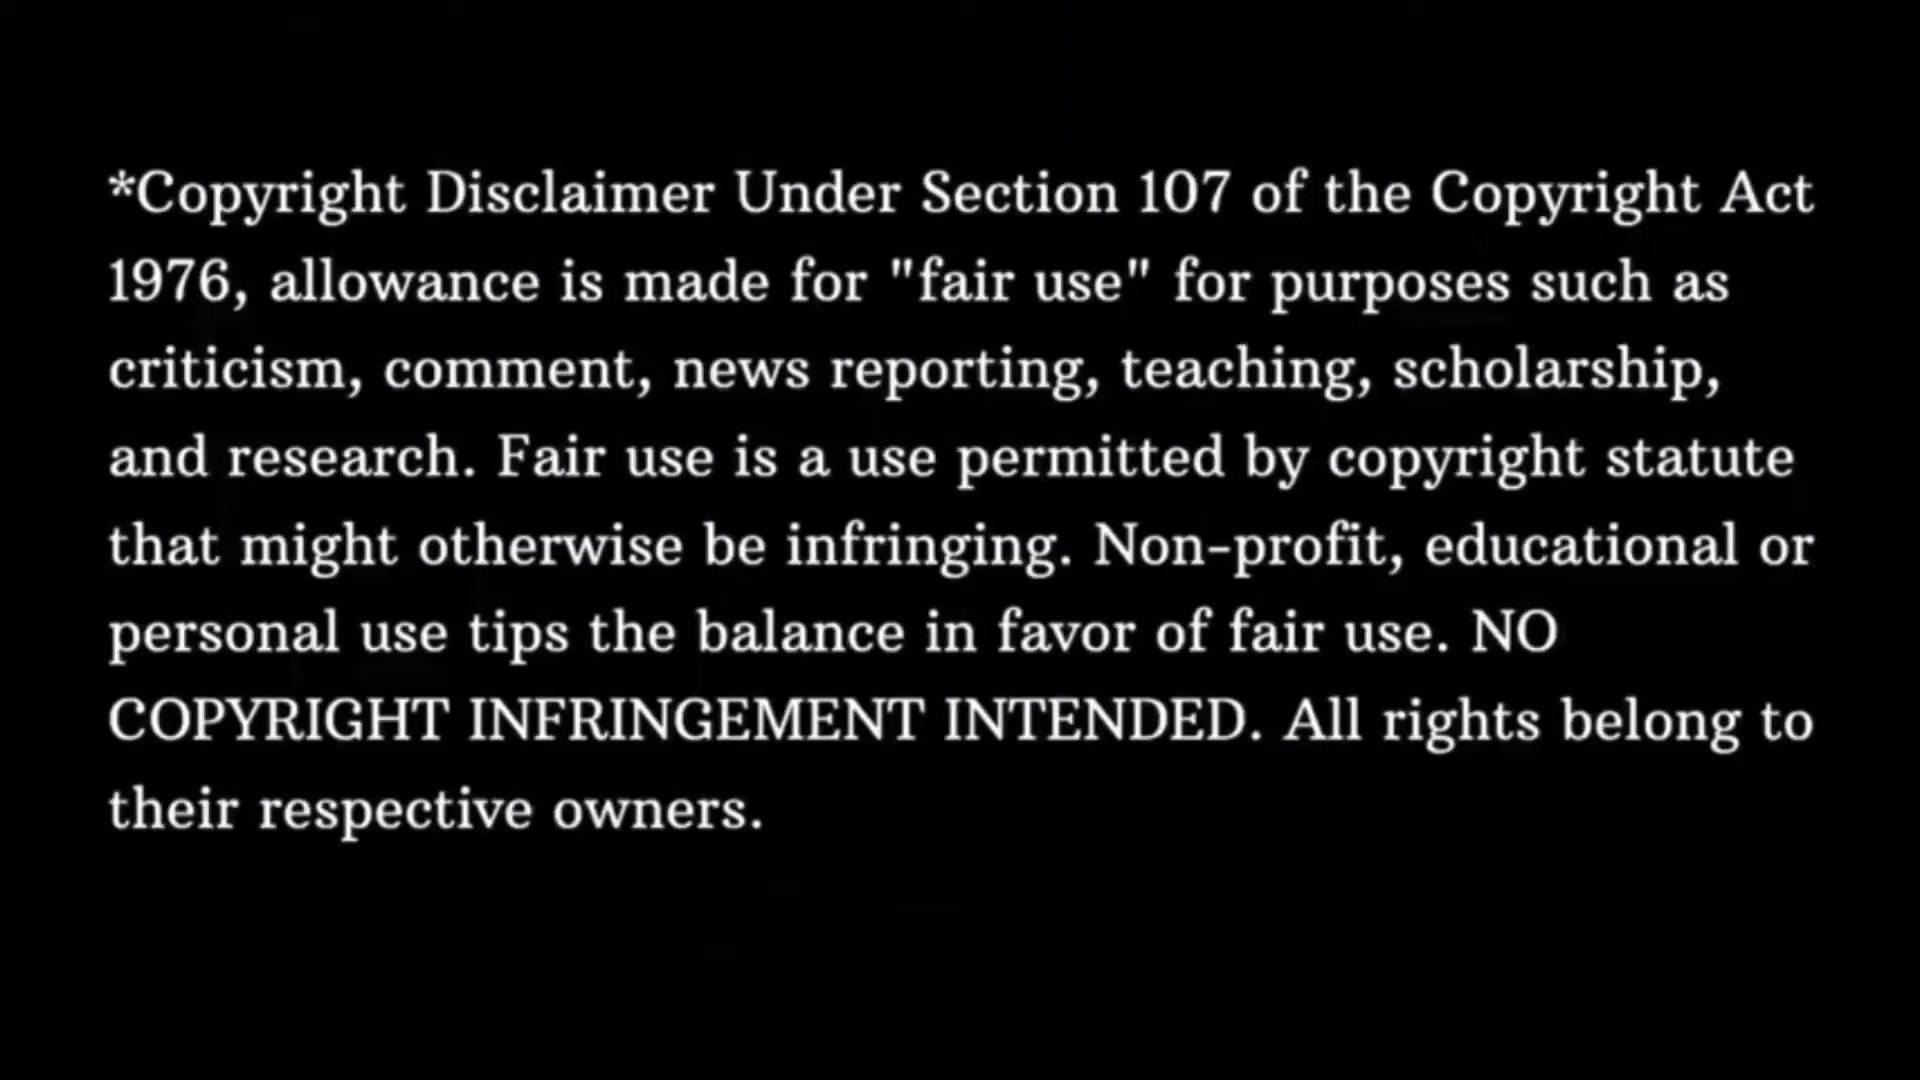 *Copyright Disclaimer Under Section 107 of the Copyright Act
1976, allowance is made for "fair use" for purposes such as
criticism, comment, news reporting, teaching, scholarship,
and research. Fair use is a use permitted by copyright statute
that might otherwise be infringing. Non-profit, educational or
personal use tips the balance in favor of fair use. NO
COPYRIGHT INFRINGEMENT INTENDED. All rights belong to
their respective owners.